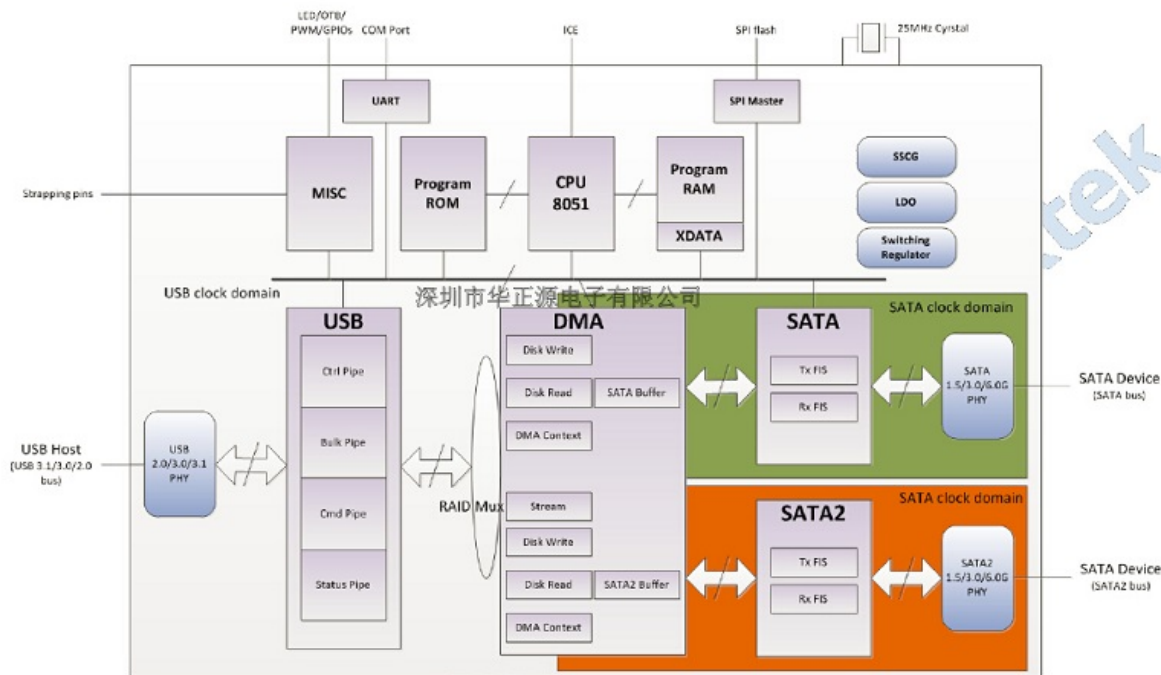 LED/OTB/
PWM/GPIOs
COM Port
ICE
SPI flash
25MHz Cyrstal
UART
SPI Master
MISC
Program
ROM
CPU
8051
Program
RAM
XDATA
SSCG
LDO
Switching
Regulator
Strapping pins
USB clock domain
深圳市华正源电子有限公司
USB
Ctrl Pipe
Bulk Pipe
Cmd Pipe
Status Pipe
USB Host
(USB 3.1/3.0/2.0
bus)
USB
2.0/3.0/3.1
PHY
RAID Mux
DMA
Disk Write
Disk Read
SATA Buffer
DMA Context
Stream
Disk Write
Disk Read
SATA2 Buffer
DMA Context
SATA clock domain
SATA
Tx FIS
Rx FIS
SATA
1.5/3.0/6.0G
PHY
SATA Device
(SATA bus)
SATA clock domain
SATA2
Tx FIS
Rx FIS
SATA2
1.5/3.0/6.0G
PHY
SATA Device
(SATA2 bus)